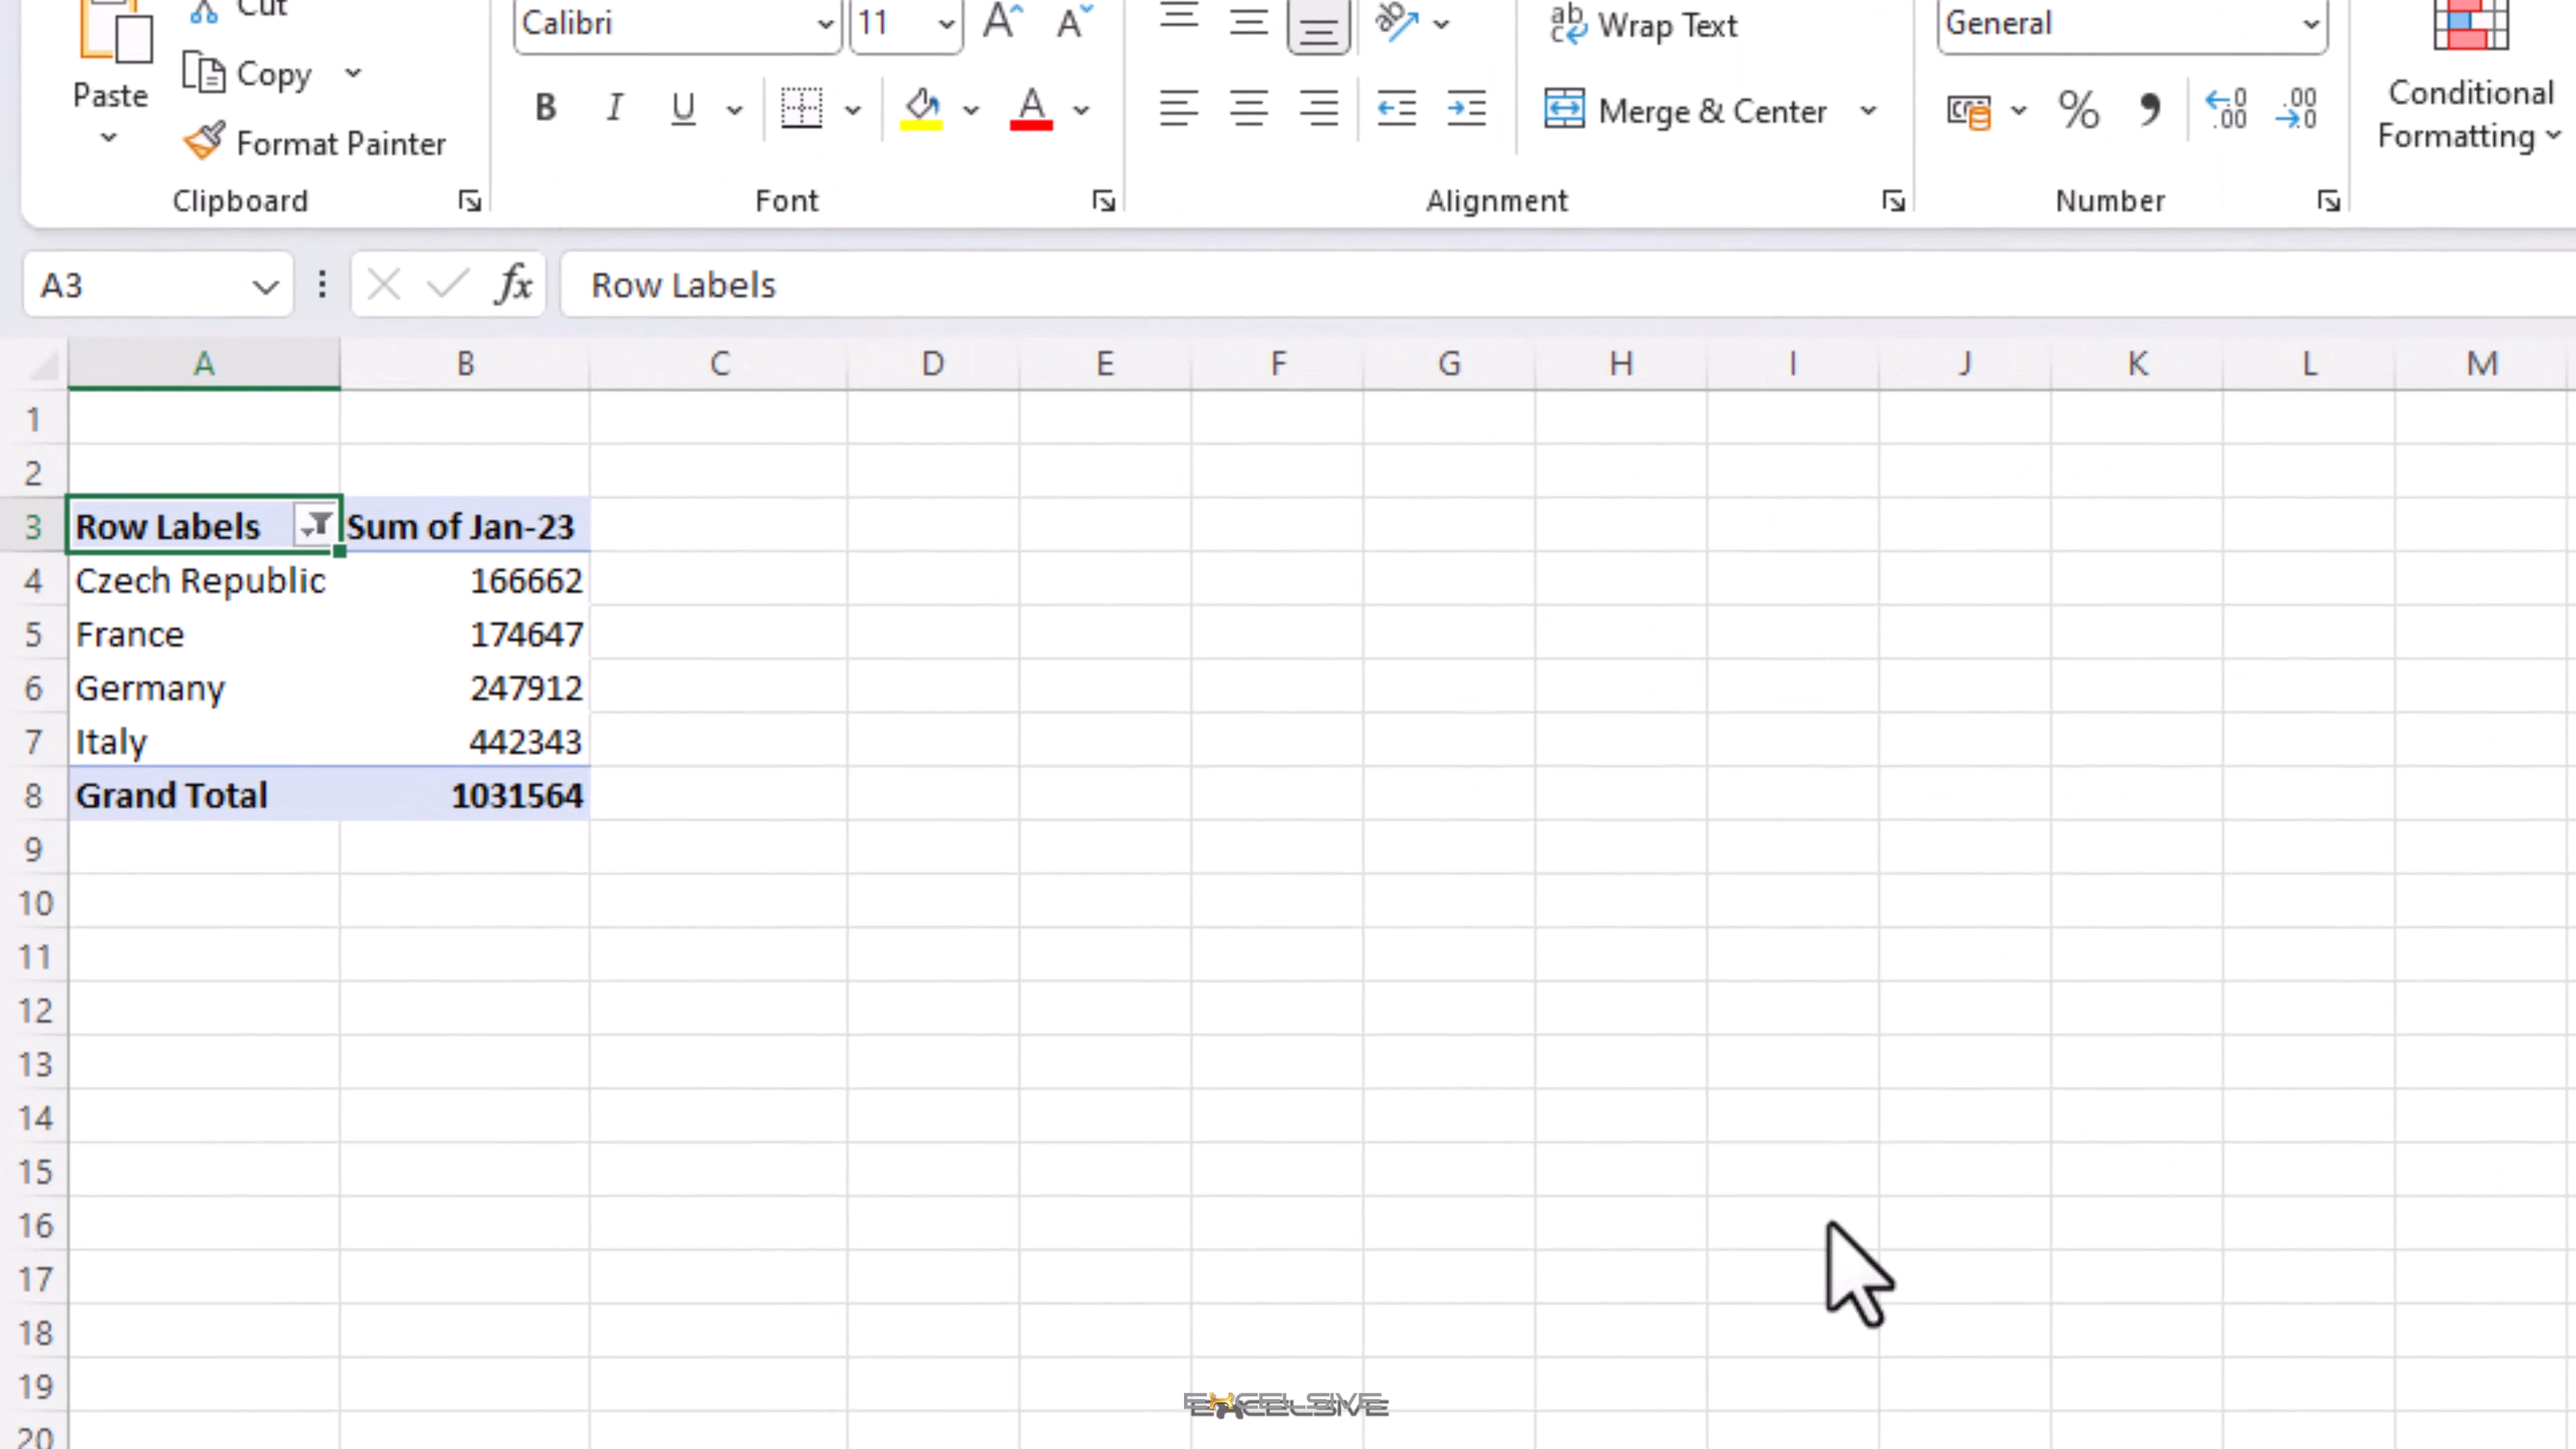 Cut
Copy
Paste
Format Painter
Clipboard
Calibri
11
B I U
A
Font
ab
Wrap Text
Merge & Center
Alignment
General
%
Number
Conditional
Formatting
A3
fx
Row Labels
A B C D E F G H I J K L M
1
2
3 Row Labels Sum of Jan-23
4 Czech Republic 166662
5 France 174647
6 Germany 247912
7 Italy 442343
8 Grand Total 1031564
9
10
11
12
13
14
15
16
17
18
19
20
EXCELSIVE